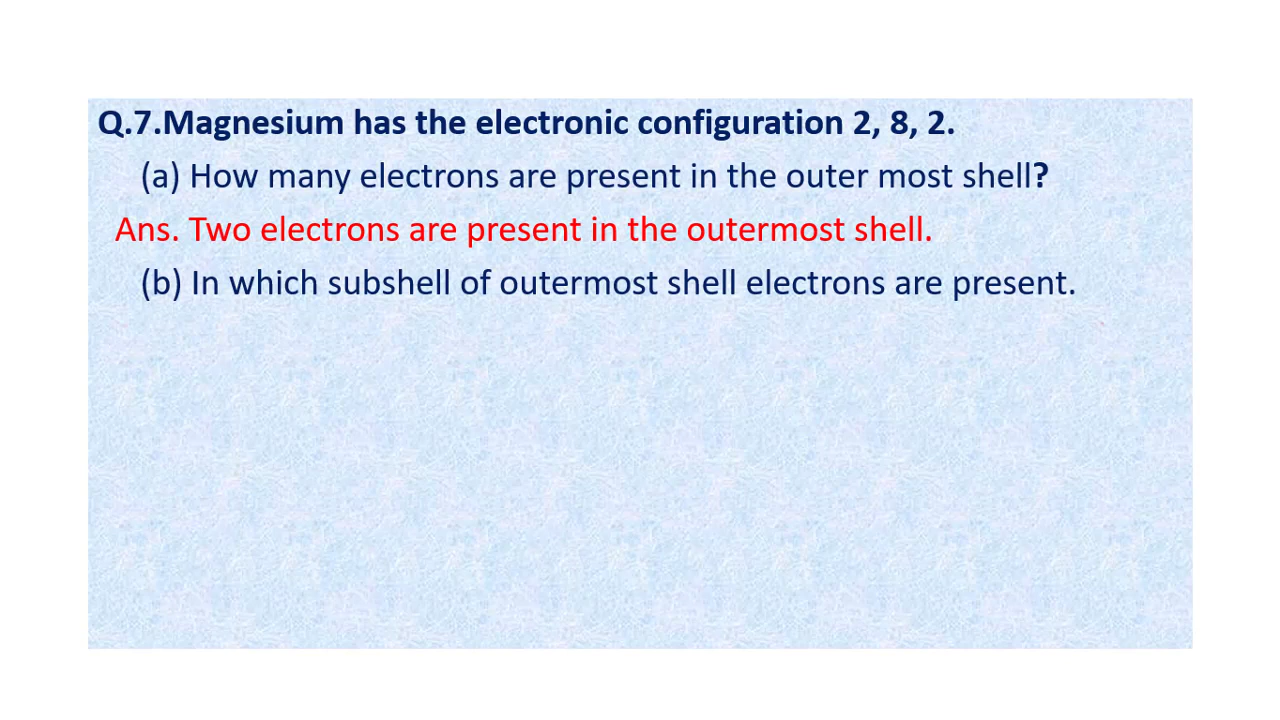 Q.7.Magnesium has the electronic configuration 2, 8, 2.
(a) How many electrons are present in the outer most shell?
Ans. Two electrons are present in the outermost shell.
(b) In which subshell of outermost shell electrons are present.